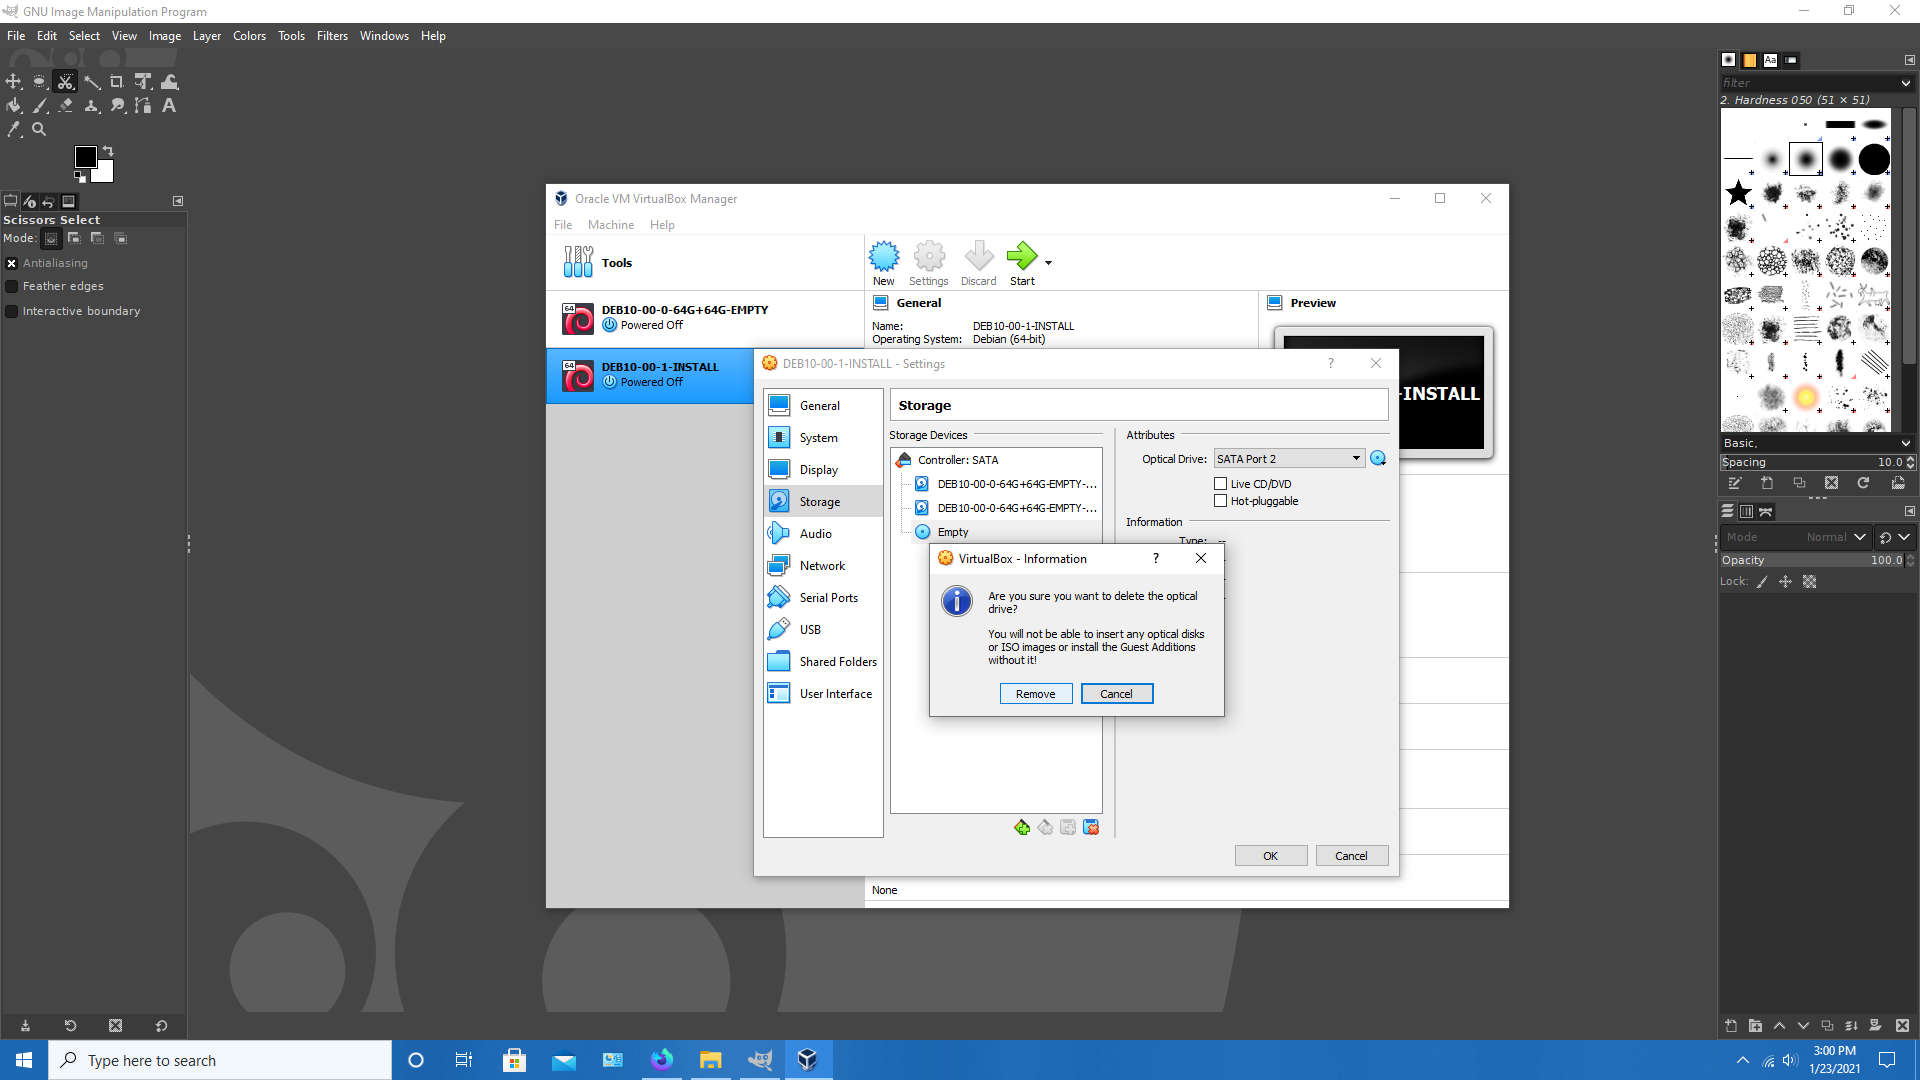 GNU Image Manipulation Program
File Edit Select View Image Layer Colors Tools Filters Windows Help
Scissors Select
Mode:
Antialiasing
Feather edges
Interactive boundary
Oracle VM VirtualBox Manager
File Machine Help
Tools
New
Settings
Discard
Start
64
DEB10-00-0-64G+64G-EMPTY
Powered Off
64
DEB10-00-1-INSTALL
Powered Off
General
Name: DEB10-00-1-INSTALL
Operating System: Debian (64-bit)
Preview
-INSTALL
None
DEB10-00-1-INSTALL - Settings
?
General
System
Display
Storage
Audio
Network
Serial Ports
USB
Shared Folders
User Interface
Storage
Storage Devices
Controller: SATA
DEB10-00-0-64G+64G-EMPTY-...
DEB10-00-0-64G+64G-EMPTY-...
Empty
Attributes
Optical Drive: SATA Port 2
Live CD/DVD
Hot-pluggable
Information
Type: --
OK
Cancel
VirtualBox - Information
?
Are you sure you want to delete the optical
drive?
You will not be able to insert any optical disks
or ISO images or install the Guest Additions
without it!
Remove
Cancel
Aa
filter
2. Hardness 050 (51 × 51)
Basic,
Spacing 10.0
Mode Normal
Opacity 100.0
Lock:
Type here to search
3:00 PM
1/23/2021